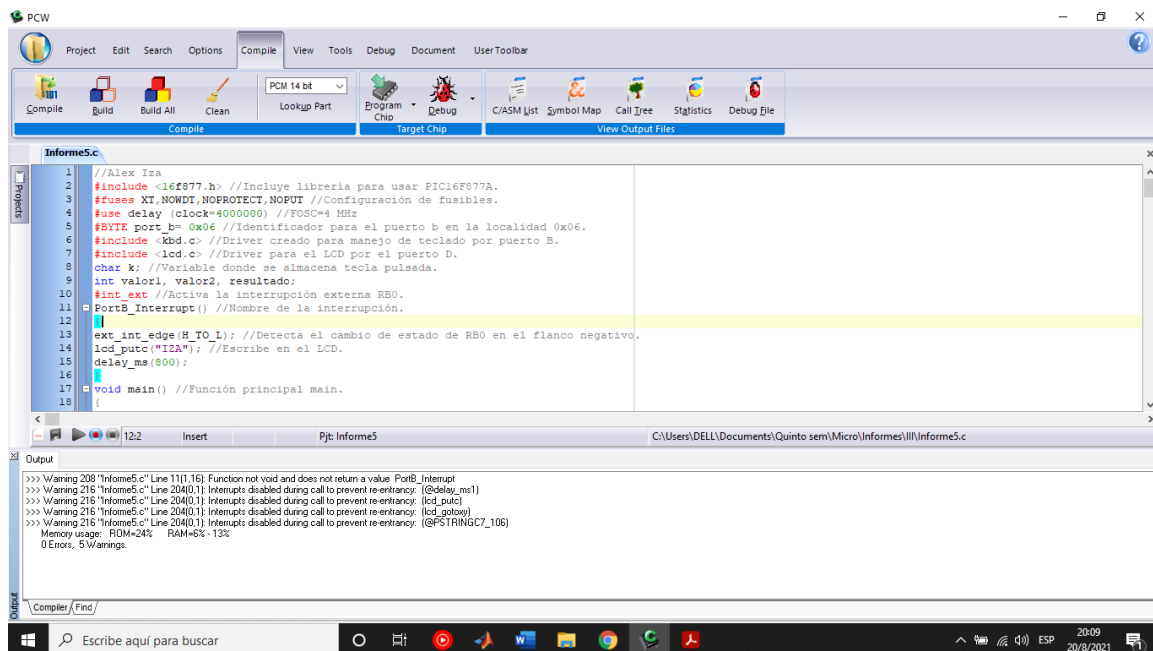 PCW
Project Edit Search Options Compile View Tools Debug Document User Toolbar
PCM 14 bit
Compile Build Build All Clean Lookup Part Program Chip Debug C/ASM List Symbol Map Call Tree Statistics Debug File
Compile Target Chip View Output Files
Informe5.c
Projects
1 //Alex Iza
2 #include <16f877.h> //Incluye librería para usar PIC16F877A.
3 #fuses XT,NOWDT,NOPROTECT,NOPUT //Configuración de fusibles.
4 #use delay (clock=4000000) //FOSC=4 MHz
5 #BYTE port_b= 0x06 //Identificador para el puerto b en la localidad 0x06.
6 #include <kbd.c> //Driver creado para manejo de teclado por puerto B.
7 #include <lcd.c> //Driver para el LCD por el puerto D.
8 char k; //Variable donde se almacena tecla pulsada.
9 int valor1, valor2, resultado;
10 #int_ext //Activa la interrupción externa RB0.
11 PortB_Interrupt() //Nombre de la interrupción.
12 {
13 ext_int_edge(H_TO_L); //Detecta el cambio de estado de RB0 en el flanco negativo.
14 lcd_putc("IZA"); //Escribe en el LCD.
15 delay_ms(800);
16 }
17 void main() //Función principal main.
18 {
12:2 Insert Pjt: Informe5 C:\Users\DELL\Documents\Quinto sem\Micro\Informes\III\Informe5.c
Output
>>> Warning 208 "Informe5.c" Line 11(1,16): Function not void and does not return a value PortB_Interrupt
>>> Warning 216 "Informe5.c" Line 204(0,1): Interrupts disabled during call to prevent re-entrancy: (@delay_ms1)
>>> Warning 216 "Informe5.c" Line 204(0,1): Interrupts disabled during call to prevent re-entrancy: (lcd_putc)
>>> Warning 216 "Informe5.c" Line 204(0,1): Interrupts disabled during call to prevent re-entrancy: (lcd_gotoxy)
>>> Warning 216 "Informe5.c" Line 204(0,1): Interrupts disabled during call to prevent re-entrancy: (@PSTRINGC7_106)
Memory usage: ROM=24% RAM=6% - 13%
0 Errors, 5 Warnings.
Output
Compiler Find
Escribe aquí para buscar
ESP
20:09
20/8/2021